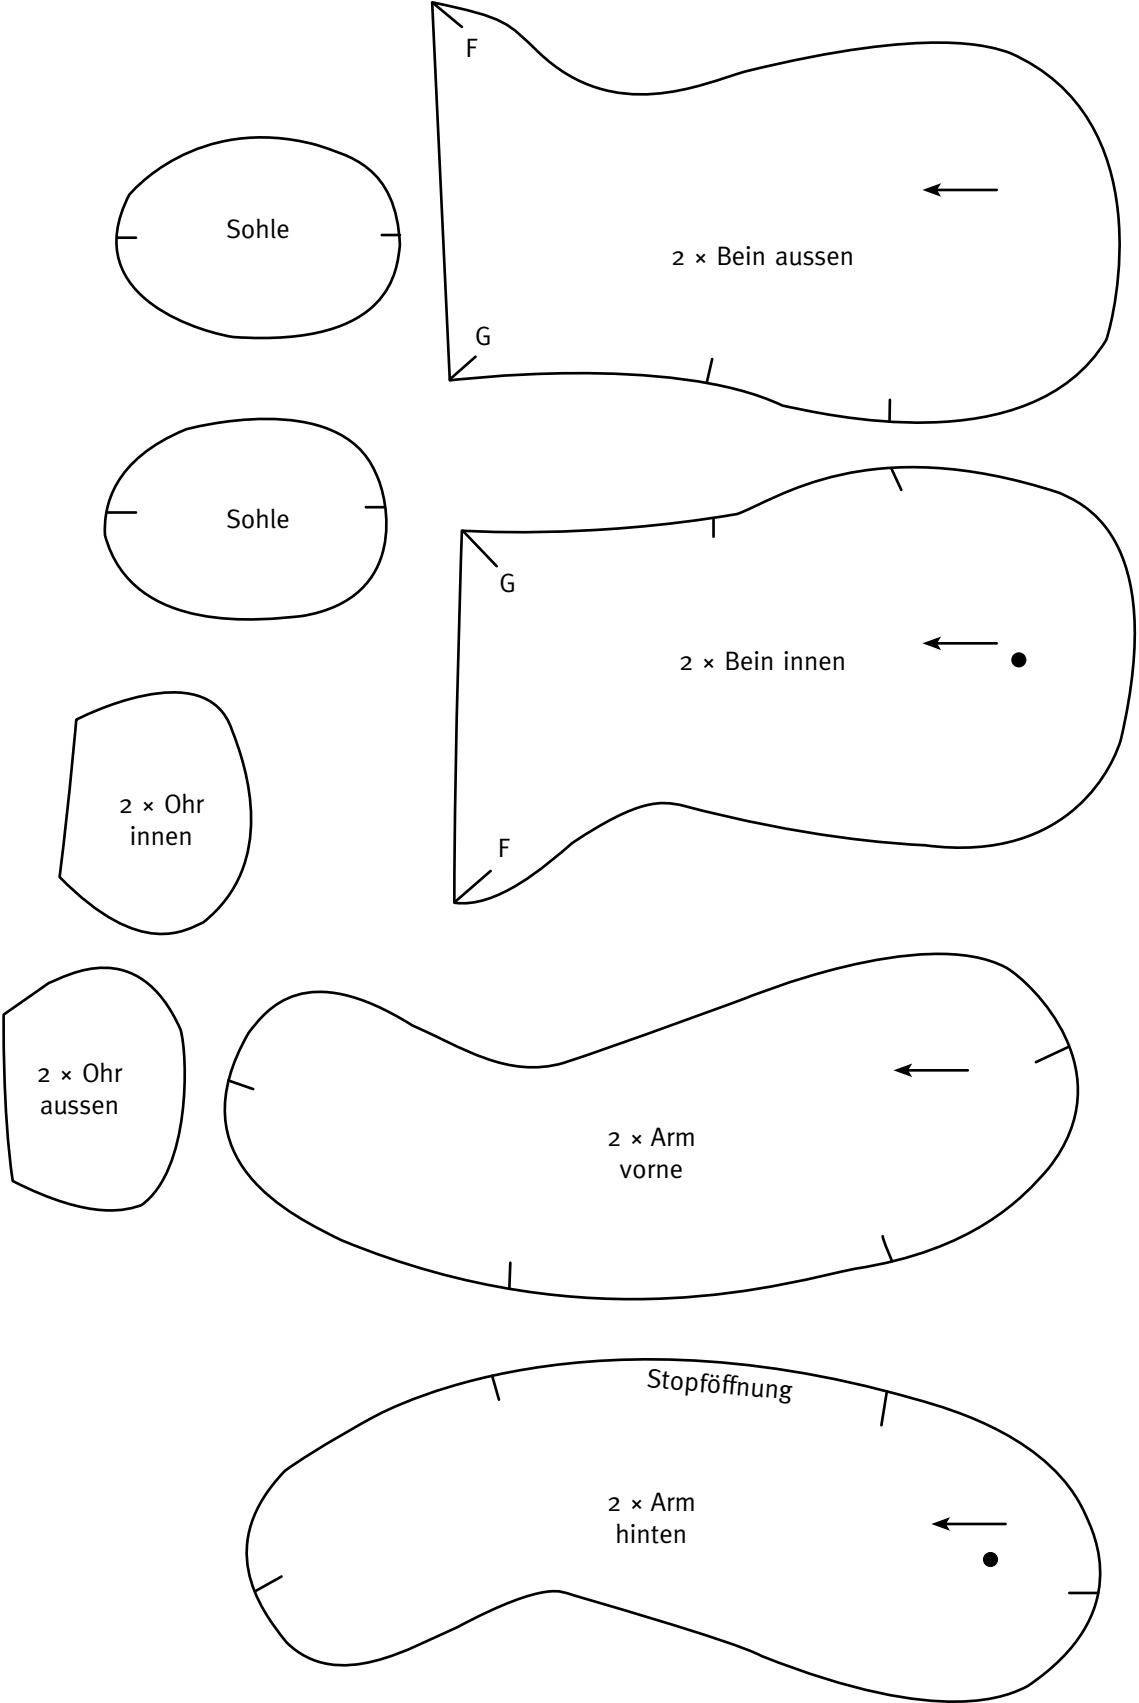 F
Sohle
2 × Bein aussen
G
Sohle
G
2 × Bein innen
2 × Ohr
innen
F
2 × Ohr
aussen
2 × Arm
vorne
Stopföffnung
2 × Arm
hinten